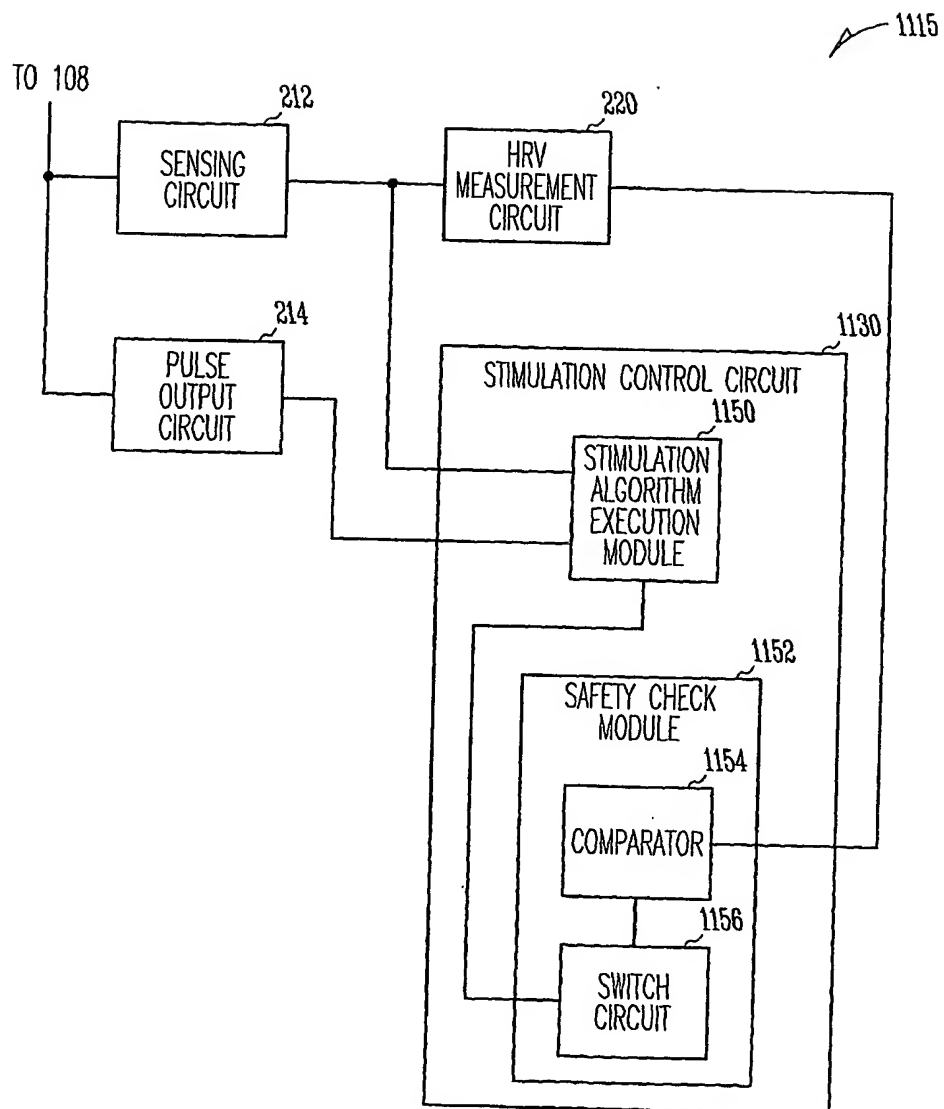 1115
TO 108
212
SENSING
CIRCUIT
220
HRV
MEASUREMENT
CIRCUIT
214
PULSE
OUTPUT
CIRCUIT
1130
STIMULATION CONTROL CIRCUIT
1150
STIMULATION
ALGORITHM
EXECUTION
MODULE
1152
SAFETY CHECK
MODULE
1154
COMPARATOR
1156
SWITCH
CIRCUIT